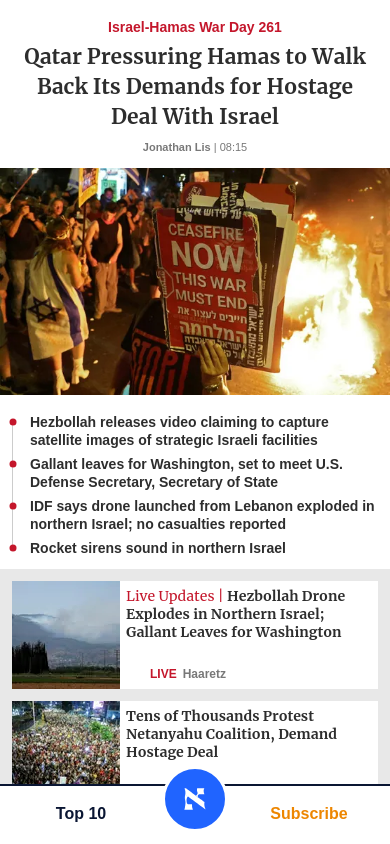 Israel-Hamas War Day 261
Qatar Pressuring Hamas to Walk
Back Its Demands for Hostage
Deal With Israel
Jonathan Lis | 08:15
CEASEFIRE
NOW
THIS WAR
MUST END
חייבים לעצור את
המלחמה
Hezbollah releases video claiming to capture
satellite images of strategic Israeli facilities
Gallant leaves for Washington, set to meet U.S.
Defense Secretary, Secretary of State
IDF says drone launched from Lebanon exploded in
northern Israel; no casualties reported
Rocket sirens sound in northern Israel
Live Updates | Hezbollah Drone
Explodes in Northern Israel;
Gallant Leaves for Washington
LIVE Haaretz
Tens of Thousands Protest
Netanyahu Coalition, Demand
Hostage Deal
Top 10
א
Subscribe